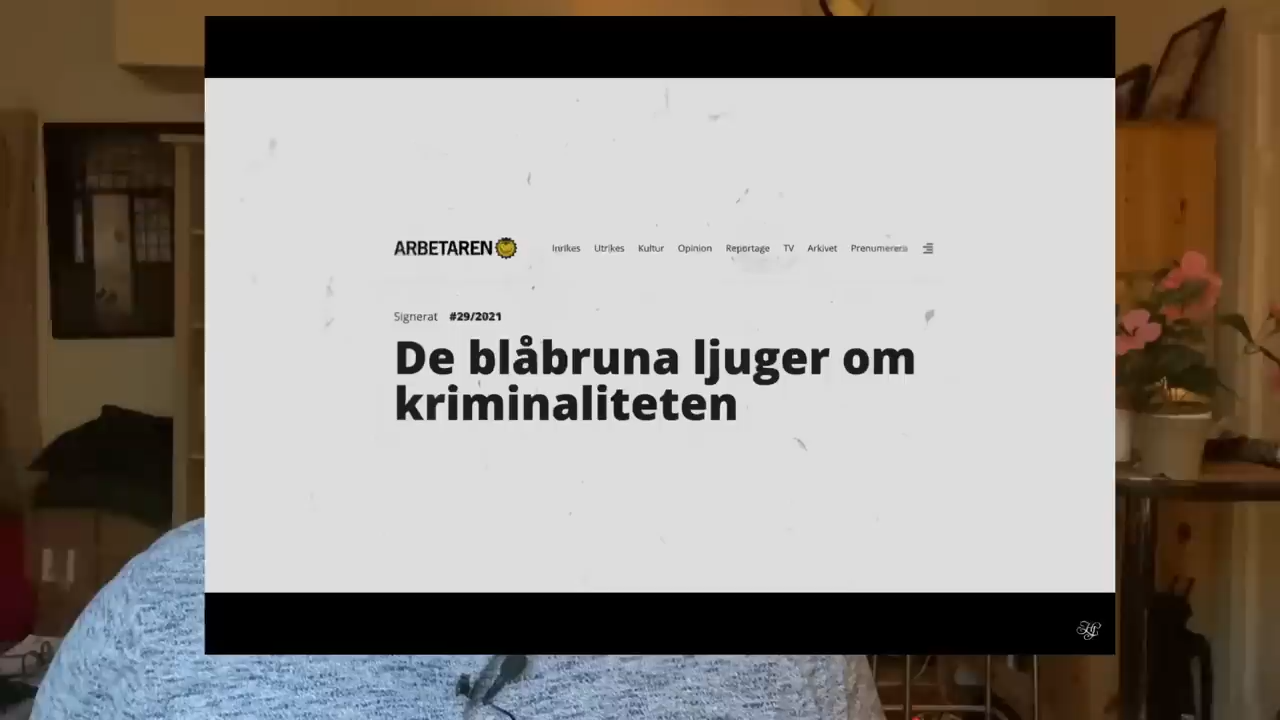 ARBETAREN
Inrikes Utrikes Kultur Opinion Reportage TV Arkivet Prenumerera
Signerat #29/2021
De blåbruna ljuger om
kriminaliteten